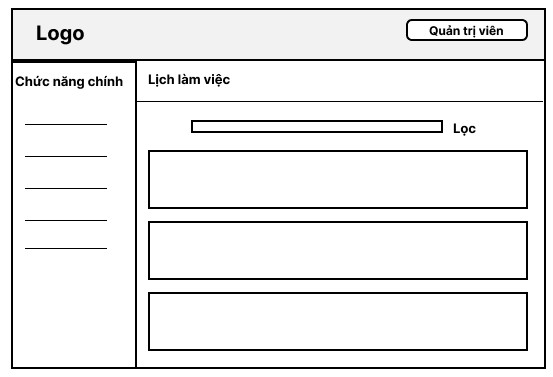 Logo
Quản trị viên
Chức năng chính
Lịch làm việc
Lọc